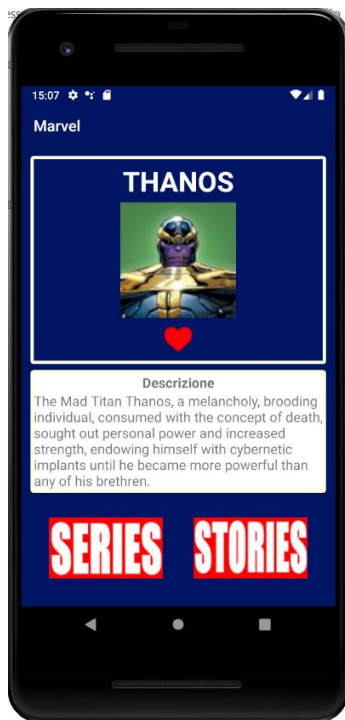 15:07
Marvel
THANOS
Descrizione
The Mad Titan Thanos, a melancholy, brooding
individual, consumed with the concept of death,
sought out personal power and increased
strength, endowing himself with cybernetic
implants until he became more powerful than
any of his brethren.
SERIES STORIES